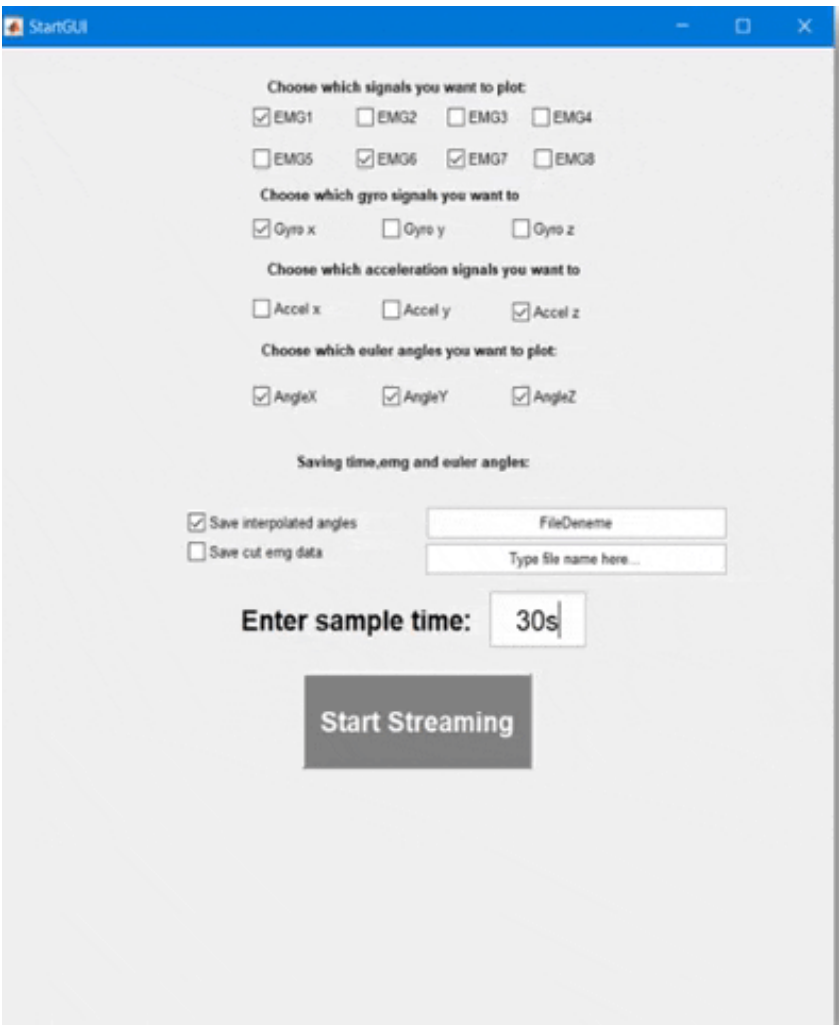 StartGUI
Choose which signals you want to plot:
EMG1 EMG2 EMG3 EMG4
EMG5 EMG6 EMG7 EMG8
Choose which gyro signals you want to
Gyro x Gyro y Gyro z
Choose which acceleration signals you want to
Accel x Accel y Accel z
Choose which euler angles you want to plot:
AngleX AngleY AngleZ
Saving time,emg and euler angles:
Save interpolated angles FileDeneme
Save cut emg data Type file name here...
Enter sample time: 30s
Start Streaming